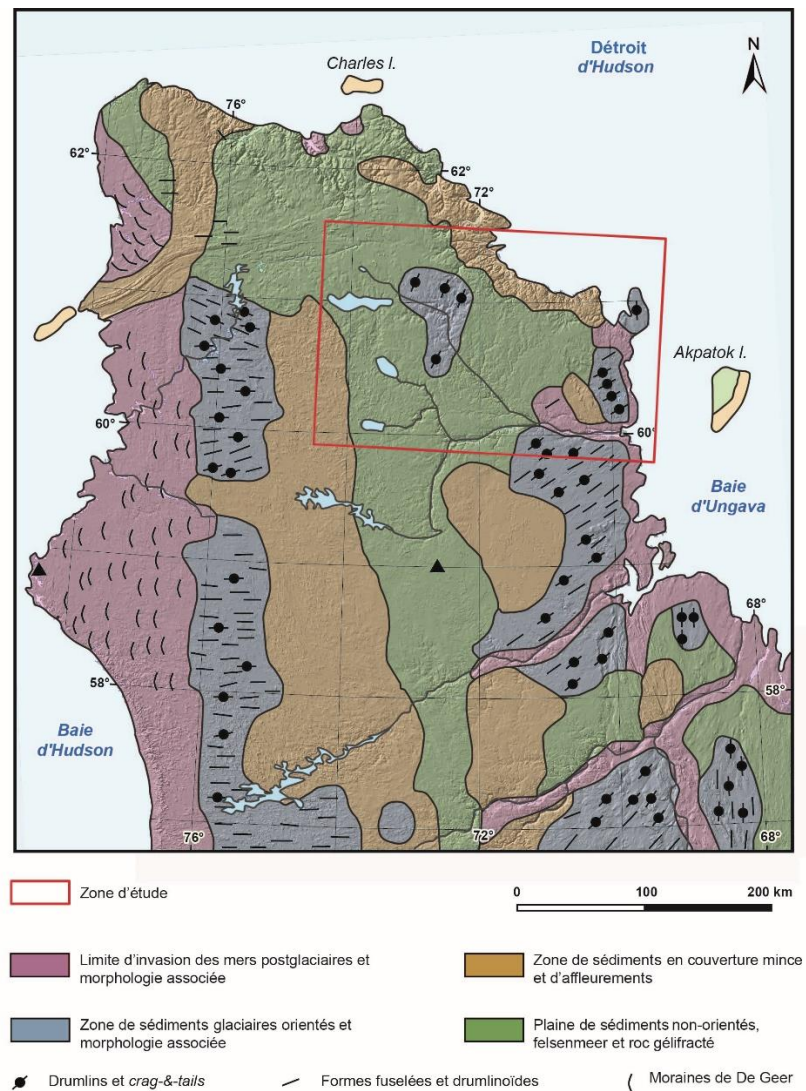 Charles I.
Détroit
d'Hudson
N
76°
62°
62°
72°
Akpatok I.
60°
60°
Baie
d'Ungava
68°
58°
58°
Baie
d'Hudson
76°
72°
68°
Zone d'étude
0 100 200 km
Limite d'invasion des mers postglaciaires et
morphologie associée
Zone de sédiments en couverture mince
et d'affleurements
Zone de sédiments glaciaires orientés et
morphologie associée
Plaine de sédiments non-orientés,
felsenmeer et roc gélifracté
Drumlins et crag-&-tails
Formes fuselées et drumlinoïdes
Moraines de De Geer